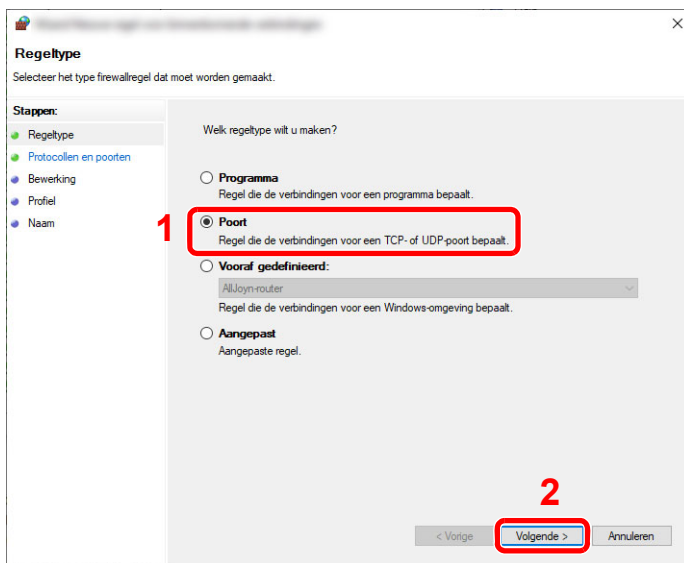 Regeltype
Selecteer het type firewallregel dat moet worden gemaakt.
Stappen:
Regeltype
Protocollen en poorten
Bewerking
Profiel
Naam
Welk regeltype wilt u maken?
Programma
Regel die de verbindingen voor een programma bepaalt.
1
Poort
Regel die de verbindingen voor een TCP- of UDP-poort bepaalt.
Vooraf gedefinieerd:
AllJoyn-router
Regel die de verbindingen voor een Windows-omgeving bepaalt.
Aangepast
Aangepaste regel.
2
< Vorige Volgende > Annuleren